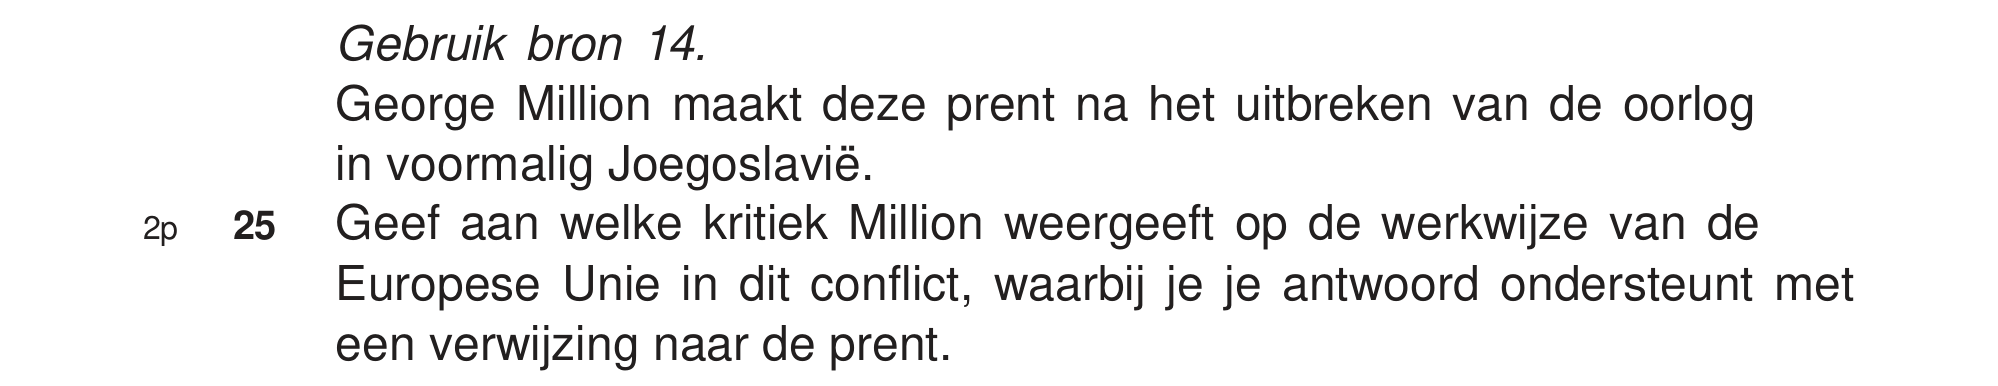 Gebruik bron 14.
George Million maakt deze prent na het uitbreken van de oorlog
in voormalig Joegoslavië.
2p 25 Geef aan welke kritiek Million weergeeft op de werkwijze van de
Europese Unie in dit conflict, waarbij je je antwoord ondersteunt met
een verwijzing naar de prent.